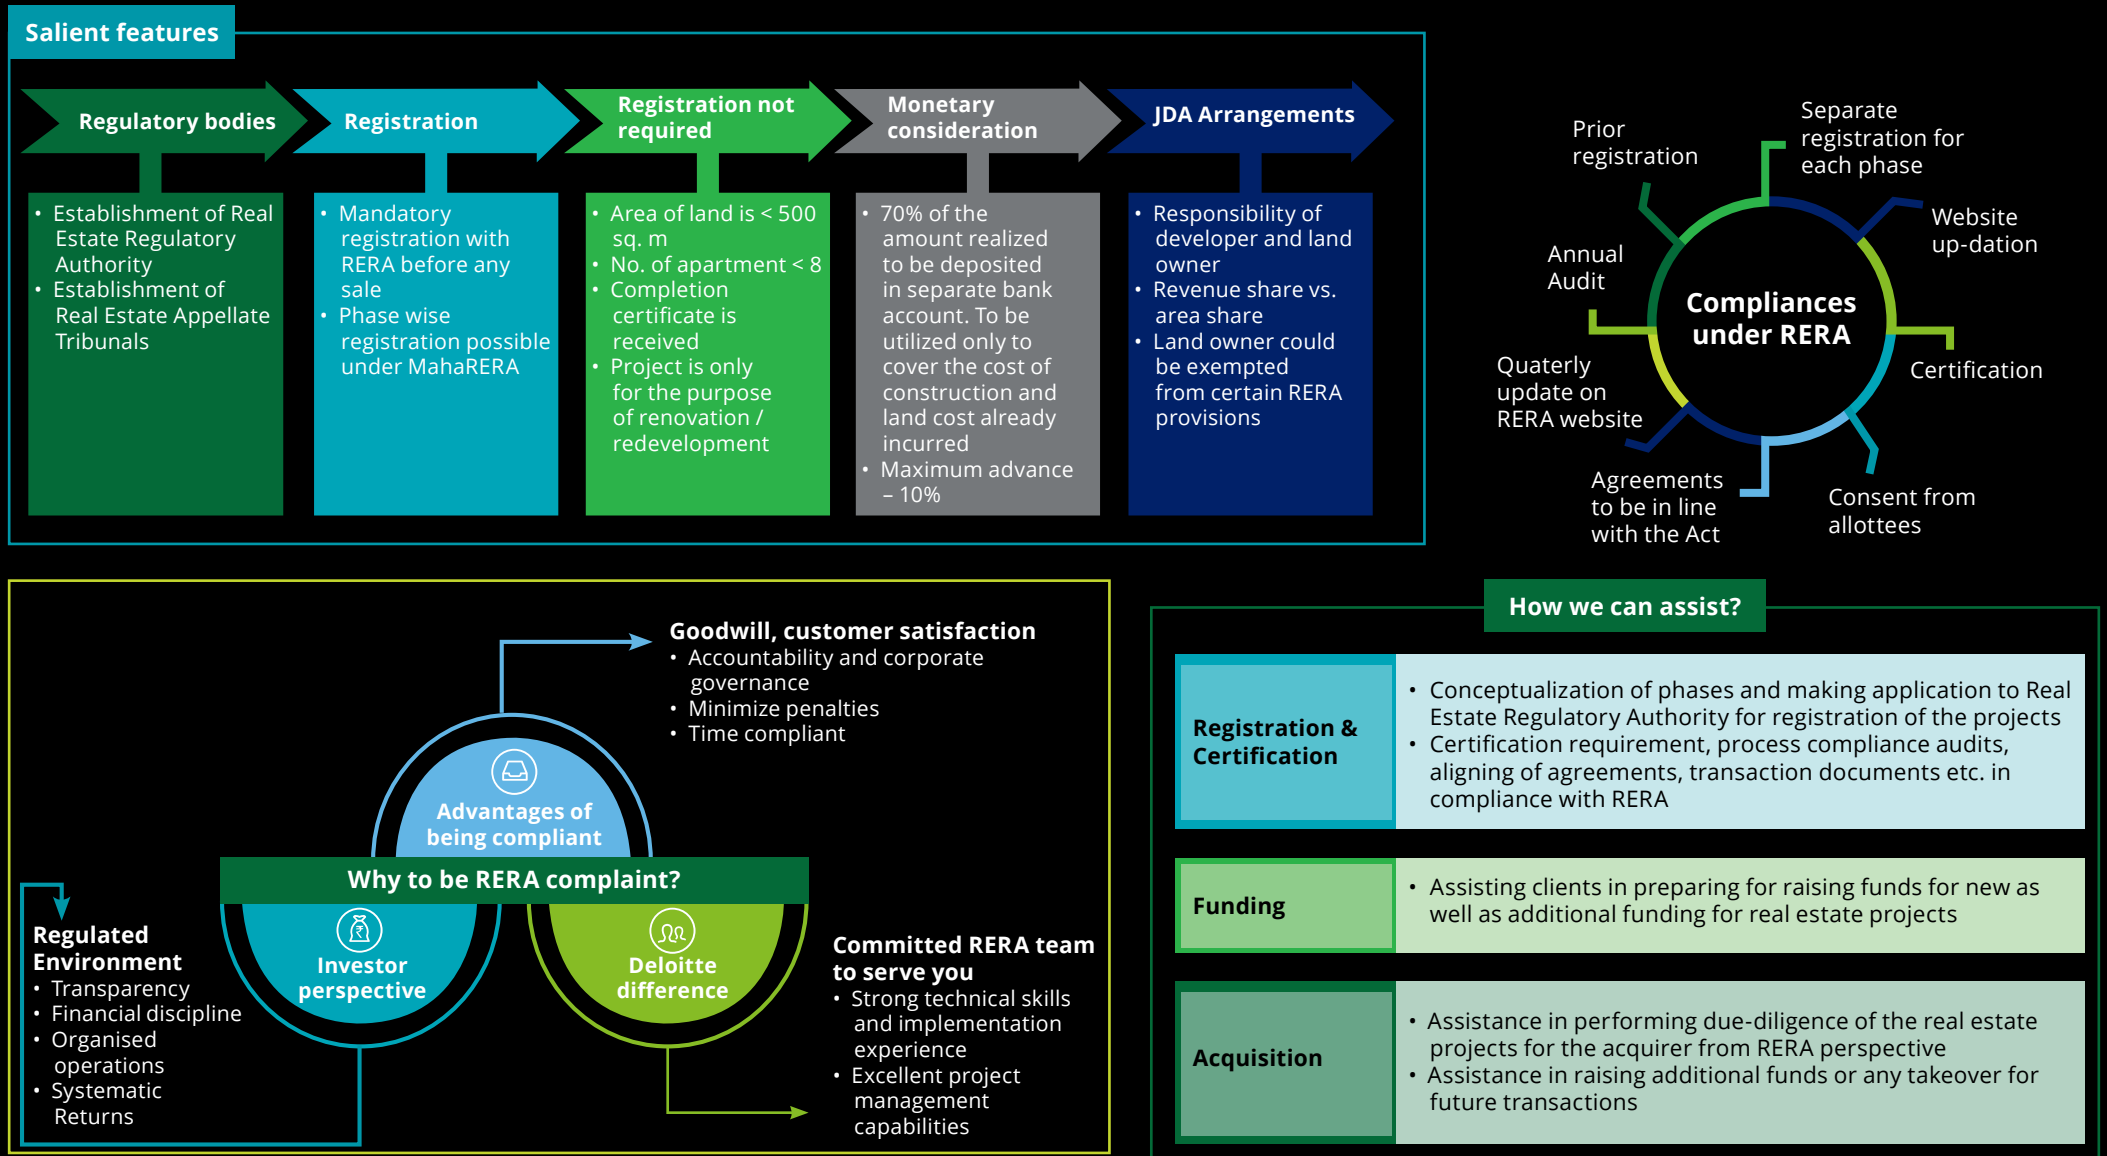 Salient features
Regulatory bodies
• Establishment of Real
Estate Regulatory
Authority
• Establishment of
Real Estate Appellate
Tribunals
Registration
• Mandatory
registration with
RERA before any
sale
• Phase wise
registration possible
under MahaRERA
Registration not
required
• Area of land is < 500
sq. m
• No. of apartment < 8
• Completion
certificate is
received
• Project is only
for the purpose
of renovation /
redevelopment
Monetary
consideration
• 70% of the
amount realized
to be deposited
in separate bank
account. To be
utilized only to
cover the cost of
construction and
land cost already
incurred
• Maximum advance
– 10%
JDA Arrangements
• Responsibility of
developer and land
owner
• Revenue share vs.
area share
• Land owner could
be exempted
from certain RERA
provisions
Compliances
under RERA
Prior
registration
Separate
registration for
each phase
Website
up-dation
Certification
Consent from
allottees
Agreements
to be in line
with the Act
Quaterly
update on
RERA website
Annual
Audit
Why to be RERA complaint?
Advantages of
being compliant
Goodwill, customer satisfaction
• Accountability and corporate
governance
• Minimize penalties
• Time compliant
Investor
perspective
Regulated
Environment
• Transparency
• Financial discipline
• Organised
operations
• Systematic
Returns
Deloitte
difference
Committed RERA team
to serve you
• Strong technical skills
and implementation
experience
• Excellent project
management
capabilities
How we can assist?
Registration &
Certification
• Conceptualization of phases and making application to Real
Estate Regulatory Authority for registration of the projects
• Certification requirement, process compliance audits,
aligning of agreements, transaction documents etc. in
compliance with RERA
Funding
• Assisting clients in preparing for raising funds for new as
well as additional funding for real estate projects
Acquisition
• Assistance in performing due-diligence of the real estate
projects for the acquirer from RERA perspective
• Assistance in raising additional funds or any takeover for
future transactions